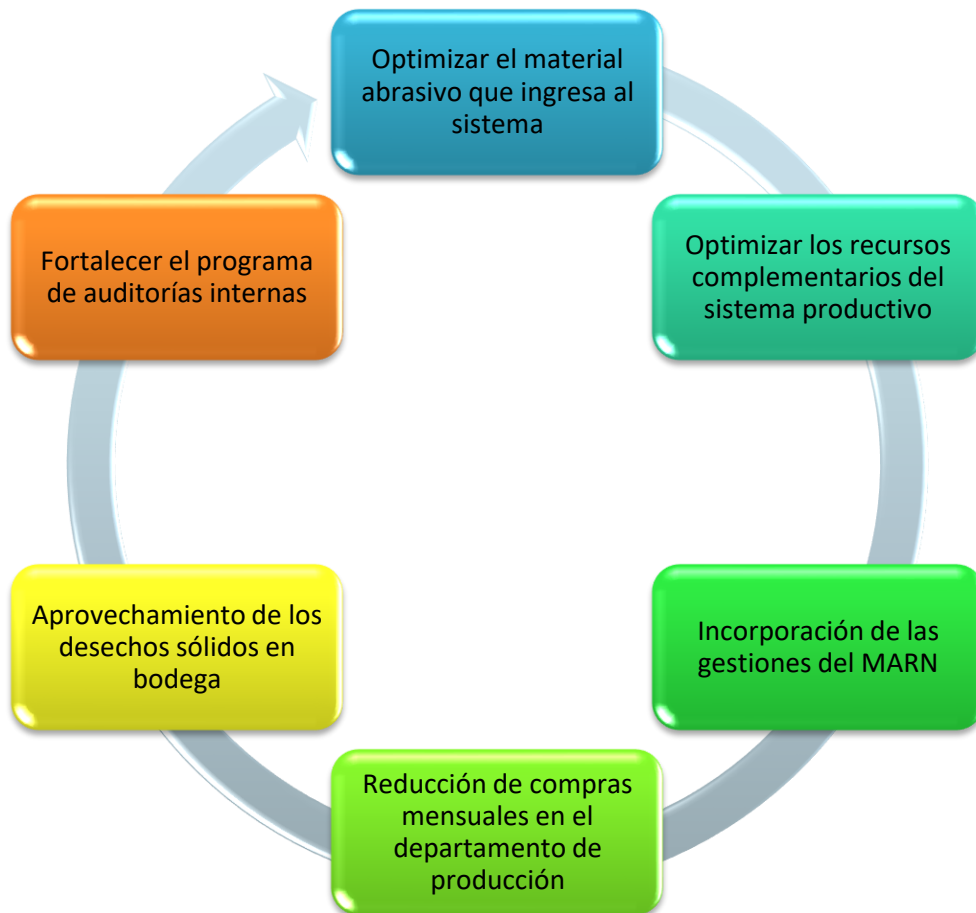 Optimizar el material
abrasivo que ingresa al
sistema
Optimizar los recursos
complementarios del
sistema productivo
Incorporación de las
gestiones del MARN
Reducción de compras
mensuales en el
departamento de
producción
Aprovechamiento de los
desechos sólidos en
bodega
Fortalecer el programa
de auditorías internas